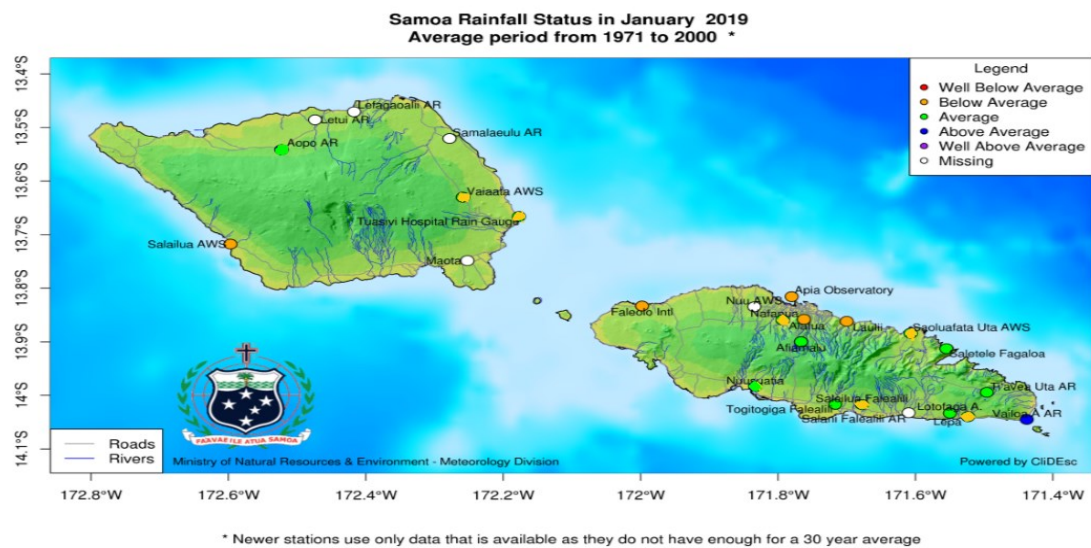 Samoa Rainfall Status in January 2019
Average period from 1971 to 2000 *
13.4°S
13.5°S
13.6°S
13.7°S
13.8°S
13.9°S
14°S
14.1°S
Legend
Well Below Average
Below Average
Average
Above Average
Well Above Average
Missing
Lefagaoalii AR
Letui AR
Samalaeulu AR
Aopo AR
Vaiaata AWS
Tuasivi Hospital Rain Gauge
Salailua AWS
Maota
Apia Observatory
Nuu AWS
Faleolo Intl
Nafanua
Alafua
Laulii
Saoluafata Uta AWS
Afiamalu
Saletele Fagaloa
Nuusuatia
Ti'avea Uta AR
Saleilua Falealili
Togitogiga Falealili
Lotofaga A.
Salani Falealili AR
Lepa
Vailoa A AR
FAAVAE ILE ATUA SAMOA
Roads
Rivers
Ministry of Natural Resources & Environment - Meteorology Division
Powered by CliDEsc
172.8°W 172.6°W 172.4°W 172.2°W 172°W 171.8°W 171.6°W 171.4°W
* Newer stations use only data that is available as they do not have enough for a 30 year average